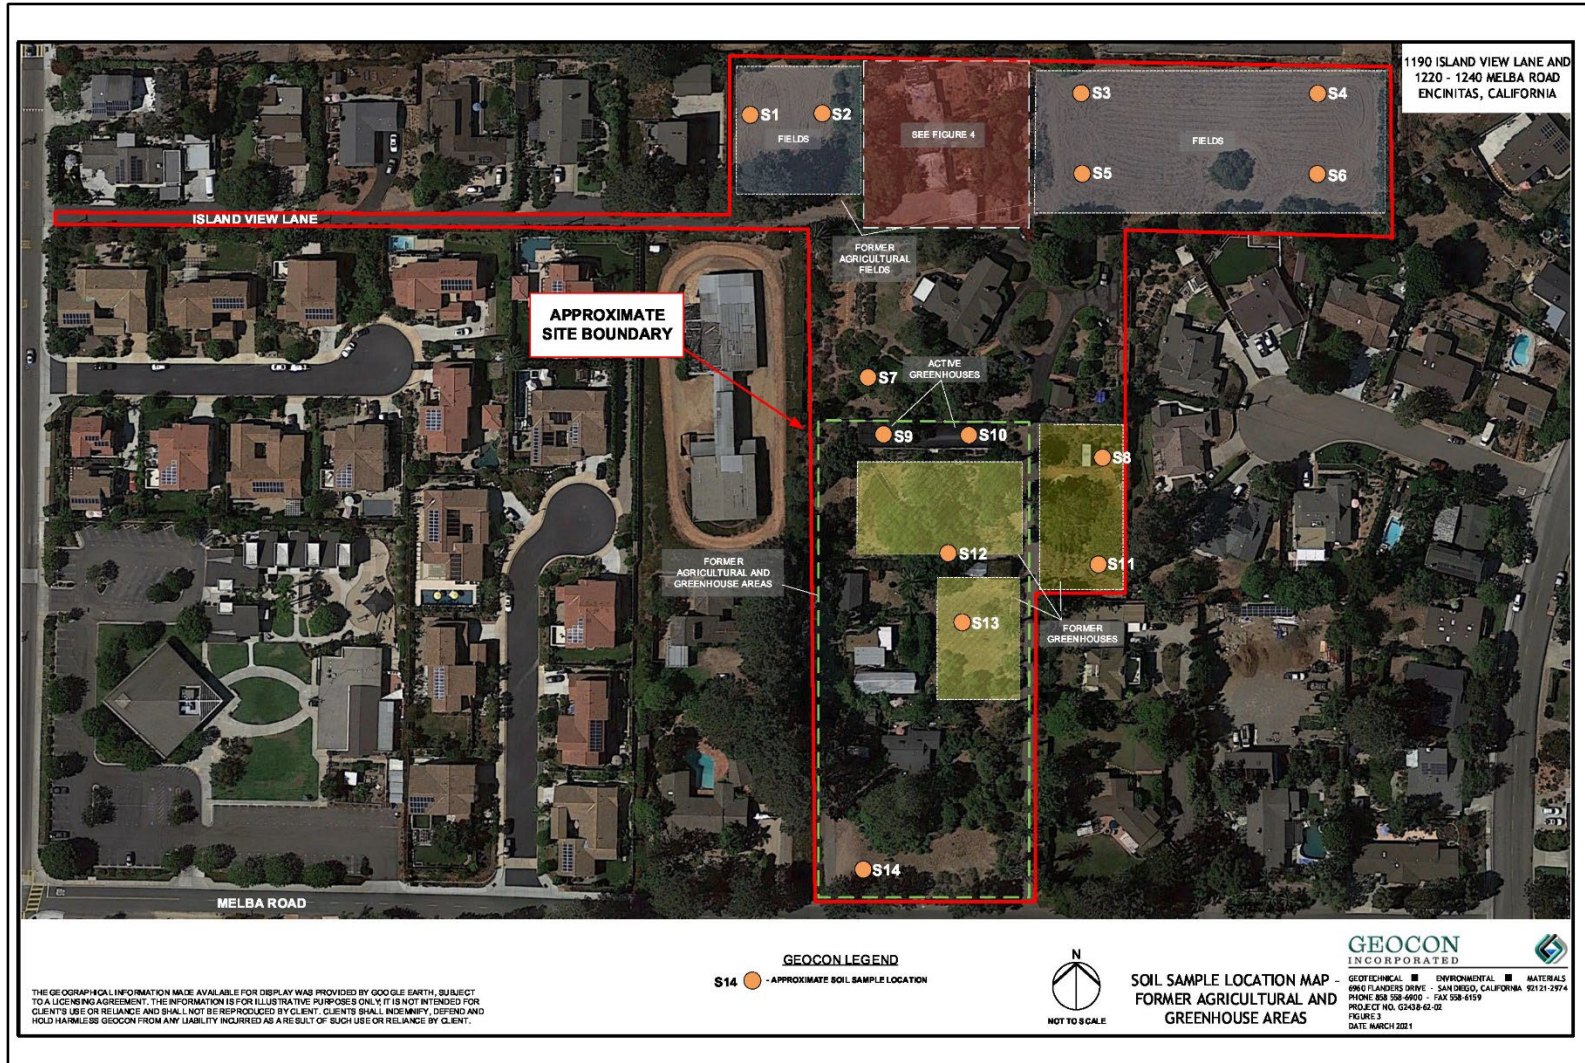 1190 ISLAND VIEW LANE AND
1220 - 1240 MELBA ROAD
ENCINITAS, CALIFORNIA
S1
S2
FIELDS
SEE FIGURE 4
S3
S4
FIELDS
S5
S6
ISLAND VIEW LANE
FORMER
AGRICULTURAL
FIELDS
APPROXIMATE
SITE BOUNDARY
S7
ACTIVE
GREENHOUSES
S9
S10
S8
S12
S11
FORMER
AGRICULTURAL AND
GREENHOUSE AREAS
S13
FORMER
GREENHOUSES
S14
MELBA ROAD
THE GEOGRAPHICAL INFORMATION MADE AVAILABLE FOR DISPLAY WAS PROVIDED BY GOOGLE EARTH, SUBJECT
TO A LICENSING AGREEMENT. THE INFORMATION IS FOR ILLUSTRATIVE PURPOSES ONLY; IT IS NOT INTENDED FOR
CLIENT'S USE OR RELIANCE AND SHALL NOT BE REPRODUCED BY CLIENT. CLIENTS SHALL INDEMNIFY, DEFEND AND
HOLD HARMLESS GEOCON FROM ANY LIABILITY INCURRED AS A RESULT OF SUCH USE OR RELIANCE BY CLIENT.
GEOCON LEGEND
S14 - APPROXIMATE SOIL SAMPLE LOCATION
N
NOT TO SCALE
SOIL SAMPLE LOCATION MAP -
FORMER AGRICULTURAL AND
GREENHOUSE AREAS
GEOCON
INCORPORATED
GEOTECHNICAL ■ ENVIRONMENTAL ■ MATERIALS
6960 FLANDERS DRIVE - SAN DIEGO, CALIFORNIA 92121-2974
PHONE 858 558-6900 - FAX 558-6159
PROJECT NO. G2438-62-02
FIGURE 3
DATE MARCH 2021